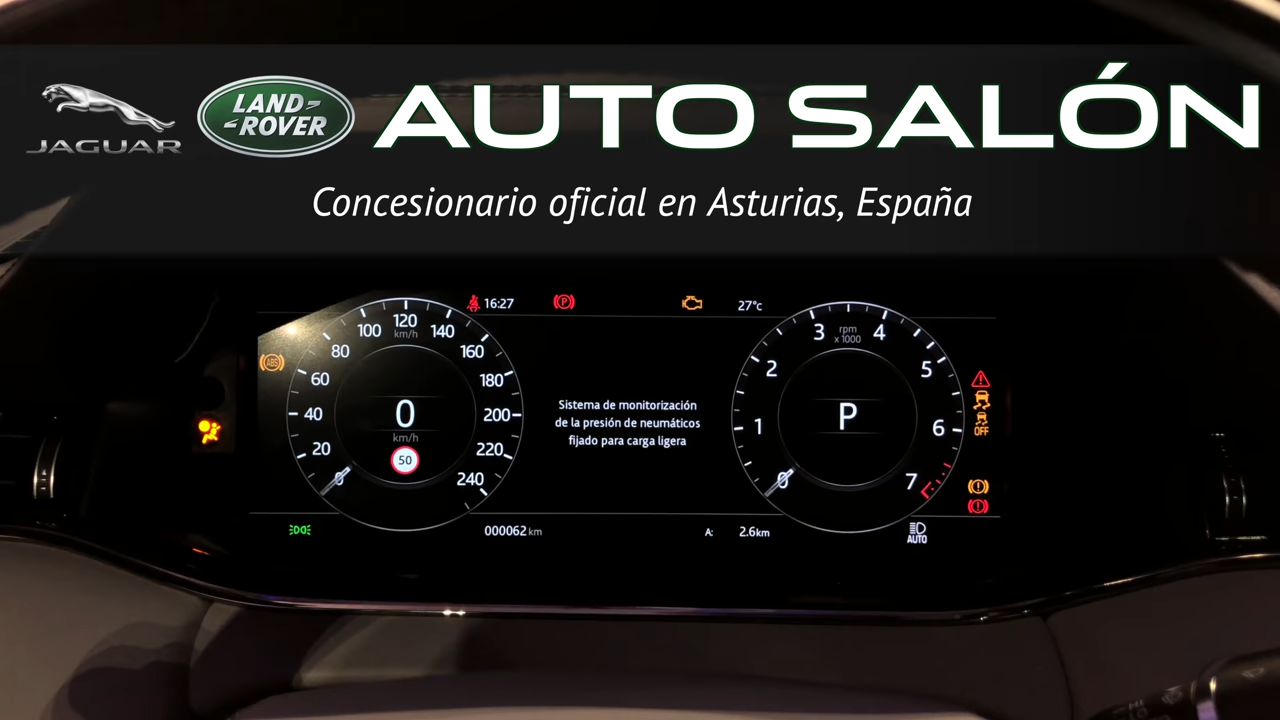 JAGUAR
LAND-
-ROVER
AUTO SALÓN
Concesionario oficial en Asturias, España
16:27
27°c
ABS
0
20
40
60
80
100
120
140
160
180
200
220
240
km/h
0
km/h
50
Sistema de monitorización
de la presión de neumáticos
fijado para carga ligera
0
1
2
3
4
5
6
7
rpm
x 1000
P
OFF
000062 km
A: 2.6km
AUTO